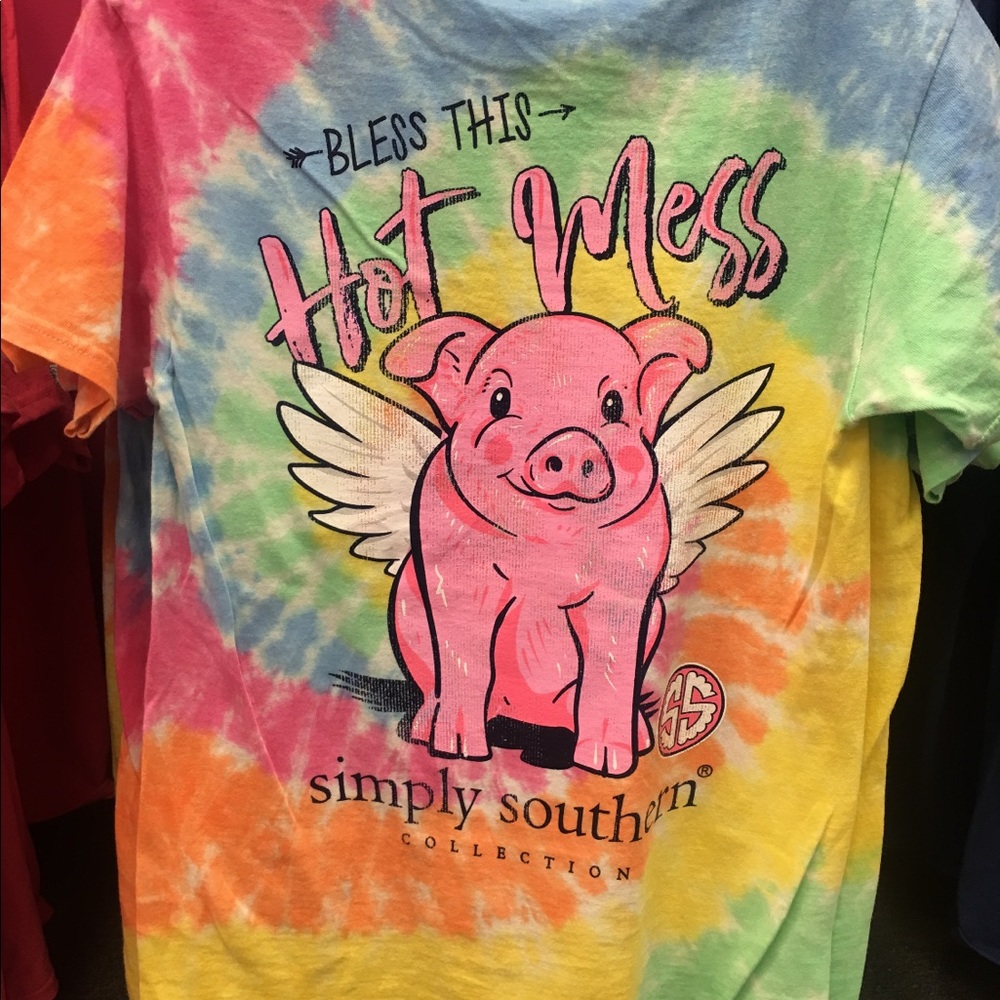 BLESS THIS
Hot Mess
SS
simply southern®
COLLECTION